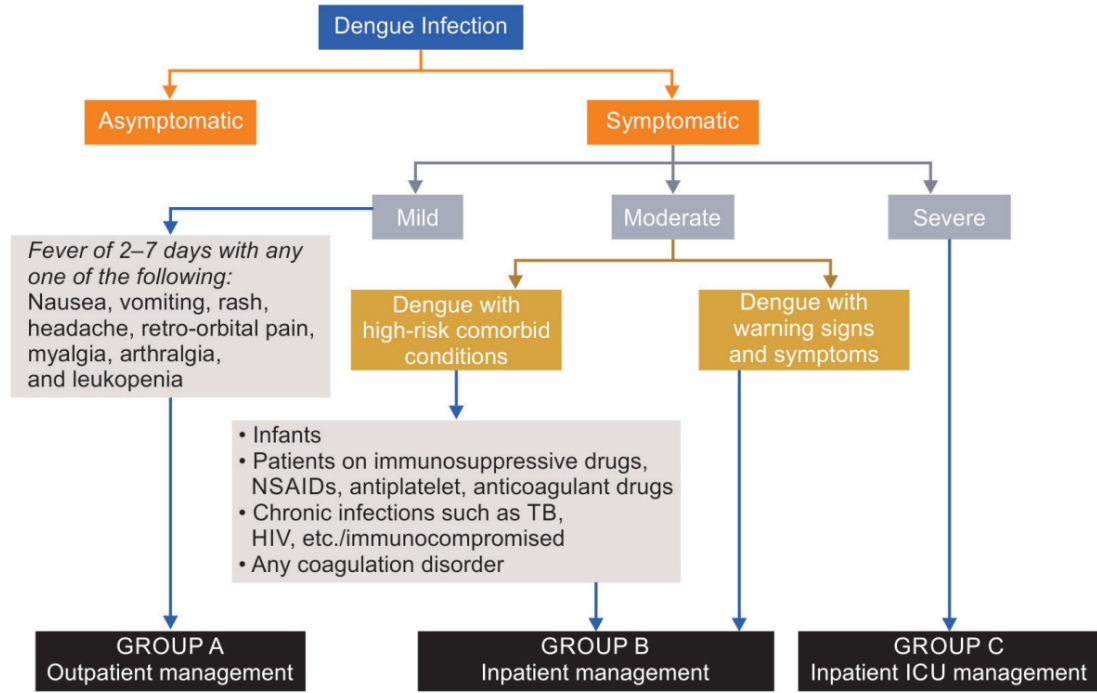 Dengue Infection
Asymptomatic
Symptomatic
Mild
Moderate
Severe
Fever of 2–7 days with any
one of the following:
Nausea, vomiting, rash,
headache, retro-orbital pain,
myalgia, arthralgia,
and leukopenia
Dengue with
high-risk comorbid
conditions
Dengue with
warning signs
and symptoms
• Infants
• Patients on immunosuppressive drugs,
NSAIDs, antiplatelet, anticoagulant drugs
• Chronic infections such as TB,
HIV, etc./immunocompromised
• Any coagulation disorder
GROUP A
Outpatient management
GROUP B
Inpatient management
GROUP C
Inpatient ICU management